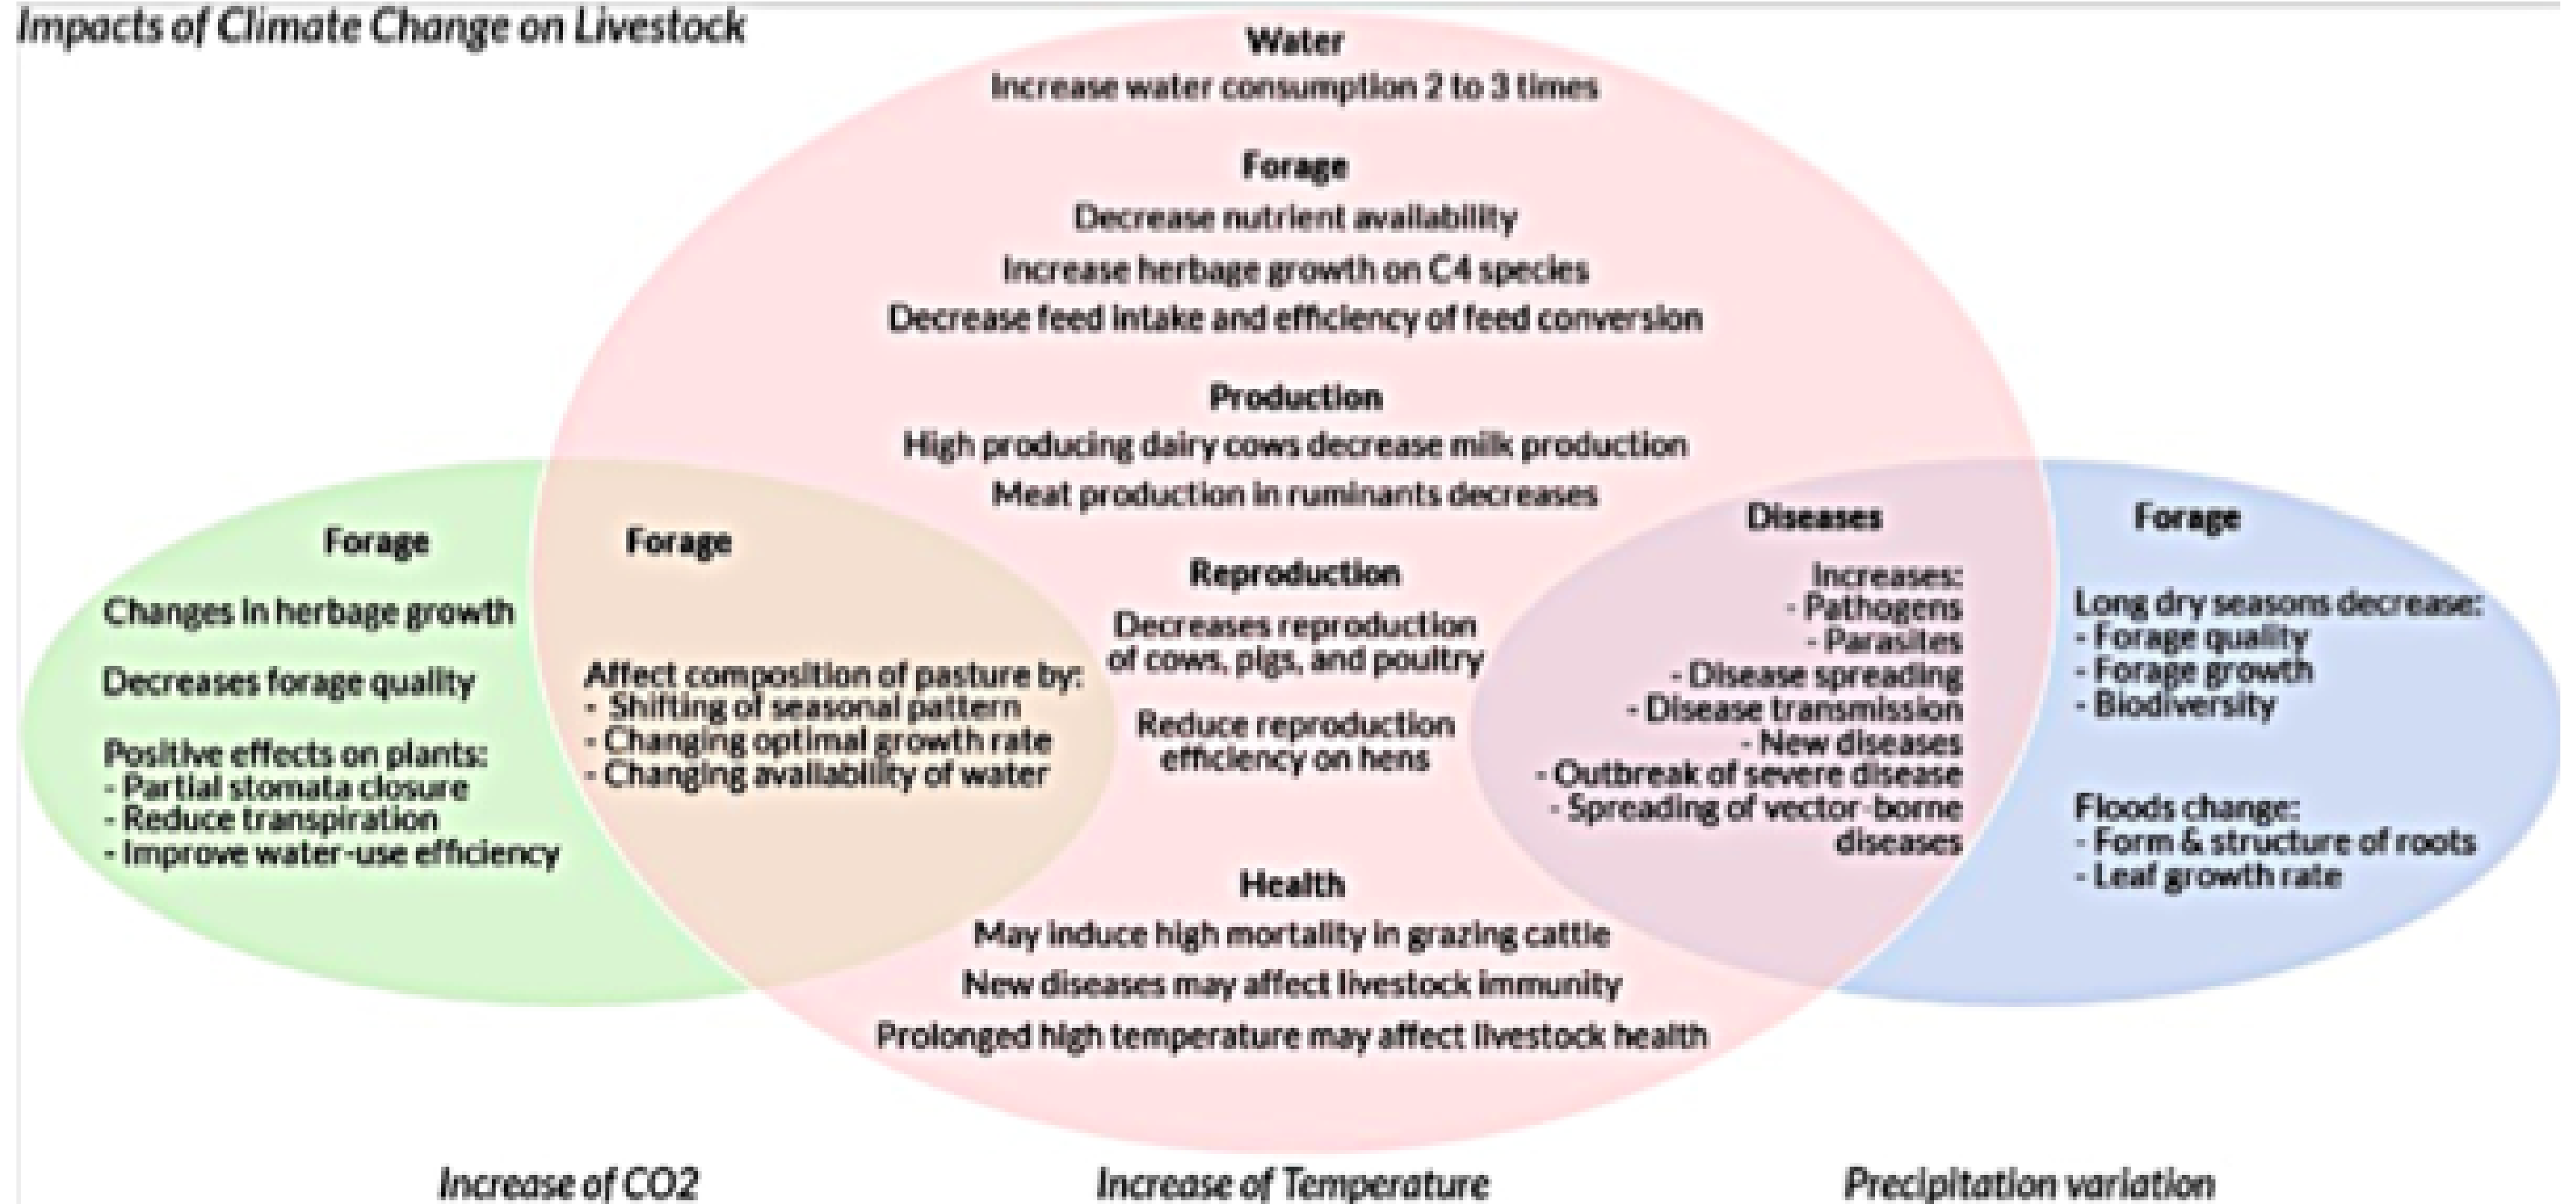 Impacts of Climate Change on Livestock
Water
Increase water consumption 2 to 3 times
Forage
Decrease nutrient availability
Increase herbage growth on C4 species
Decrease feed intake and efficiency of feed conversion
Production
High producing dairy cows decrease milk production
Meat production in ruminants decreases
Reproduction
Decreases reproduction
of cows, pigs, and poultry
Reduce reproduction
efficiency on hens
Health
May induce high mortality in grazing cattle
New diseases may affect livestock immunity
Prolonged high temperature may affect livestock health
Forage
Changes in herbage growth
Decreases forage quality
Positive effects on plants:
- Partial stomata closure
- Reduce transpiration
- Improve water-use efficiency
Forage
Affect composition of pasture by:
- Shifting of seasonal pattern
- Changing optimal growth rate
- Changing availability of water
Diseases
Increases:
- Pathogens
- Parasites
- Disease spreading
- Disease transmission
- New diseases
- Outbreak of severe disease
- Spreading of vector-borne
diseases
Forage
Long dry seasons decrease:
- Forage quality
- Forage growth
- Biodiversity
Floods change:
- Form & structure of roots
- Leaf growth rate
Increase of CO2
Increase of Temperature
Precipitation variation